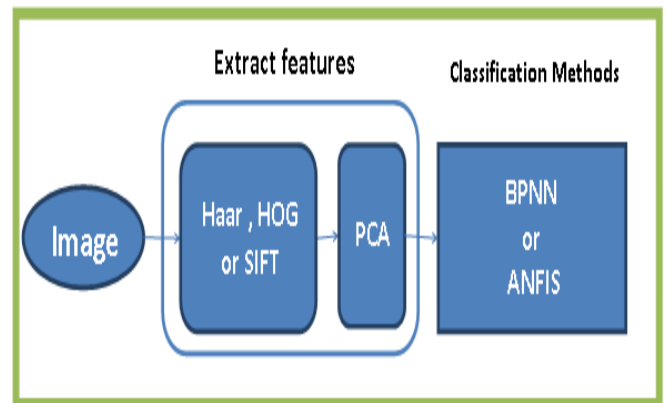 Extract features
Classification Methods
Image
Haar , HOG
or SIFT
PCA
BPNN
or
ANFIS